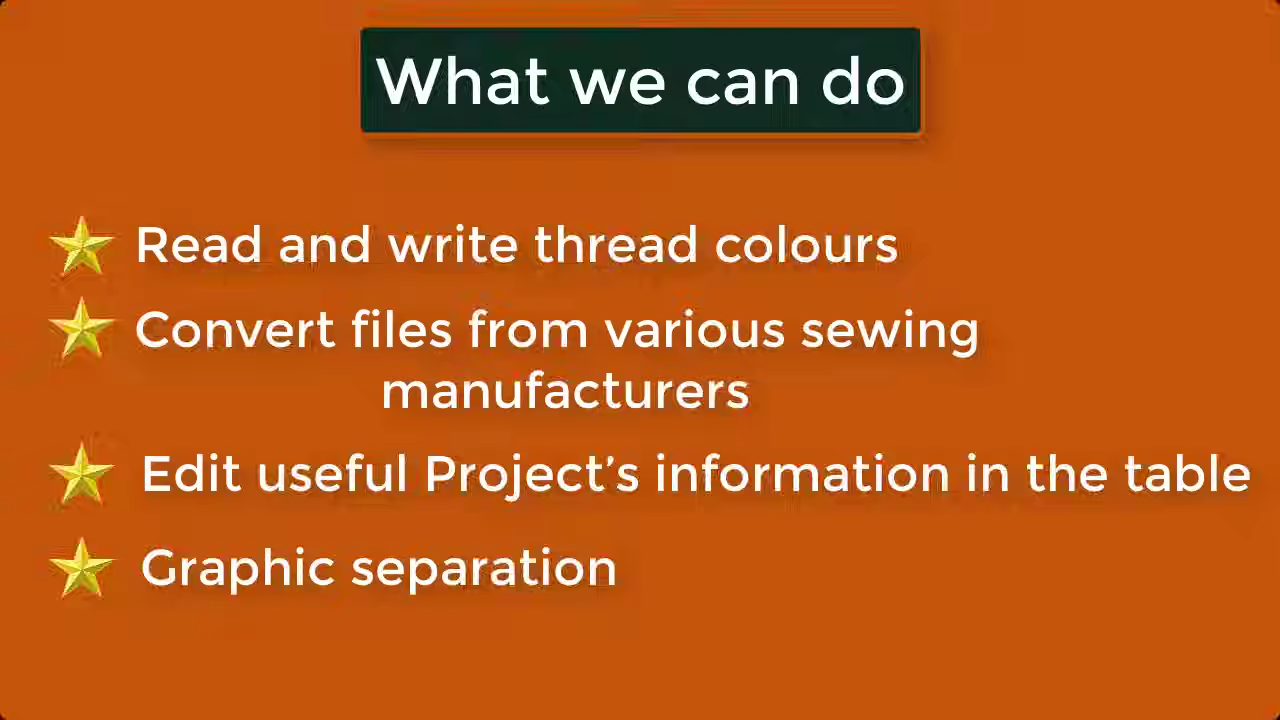 What we can do
Read and write thread colours
Convert files from various sewing
manufacturers
Edit useful Project’s information in the table
Graphic separation